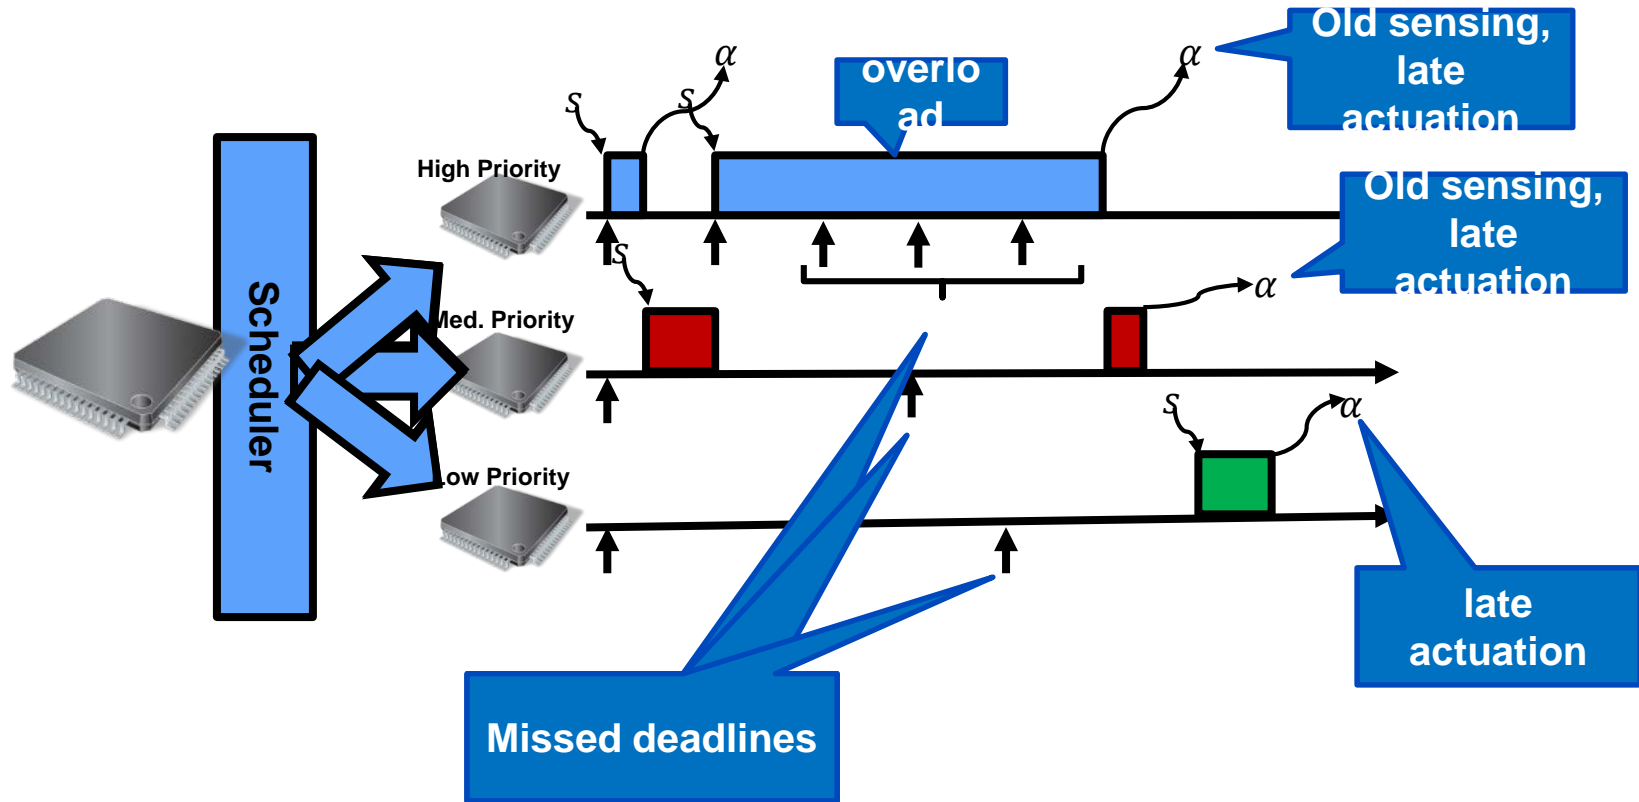 Scheduler
High Priority
Med. Priority
Low Priority
s
α
s
overlo
ad
α
Old sensing,
late
actuation
s
α
Old sensing,
late
actuation
s
α
late
actuation
Missed deadlines